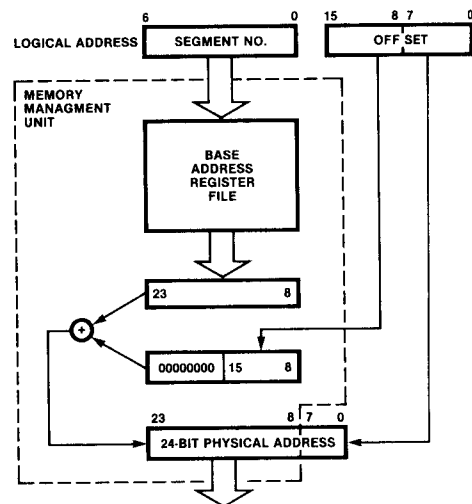 6 0 15 8 7 0
LOGICAL ADDRESS SEGMENT NO. OFF SET
MEMORY
MANAGMENT
UNIT
BASE
ADDRESS
REGISTER
FILE
23 8
+
00000000 15 8
23 8 7 0
24-BIT PHYSICAL ADDRESS